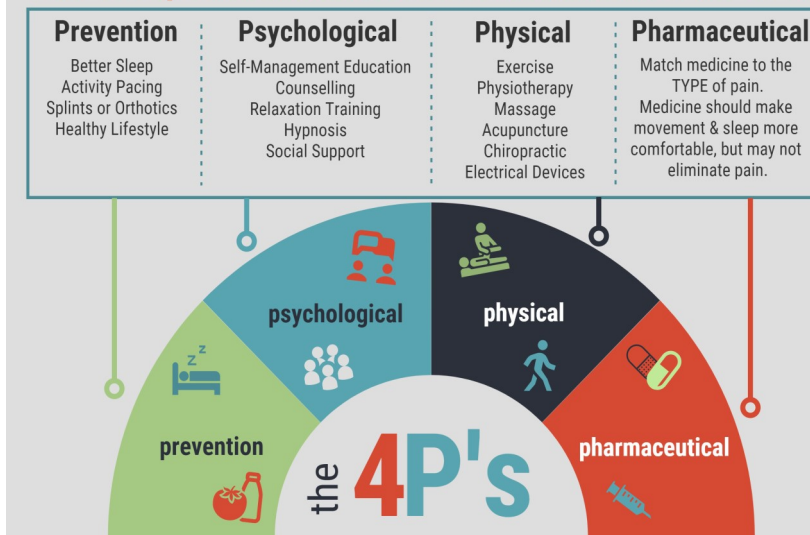 Prevention
Better Sleep
Activity Pacing
Splints or Orthotics
Healthy Lifestyle
Psychological
Self-Management Education
Counselling
Relaxation Training
Hypnosis
Social Support
Physical
Exercise
Physiotherapy
Massage
Acupuncture
Chiropractic
Electrical Devices
Pharmaceutical
Match medicine to the
TYPE of pain.
Medicine should make
movement & sleep more
comfortable, but may not
eliminate pain.
psychological
physical
z z
prevention
pharmaceutical
the 4P's